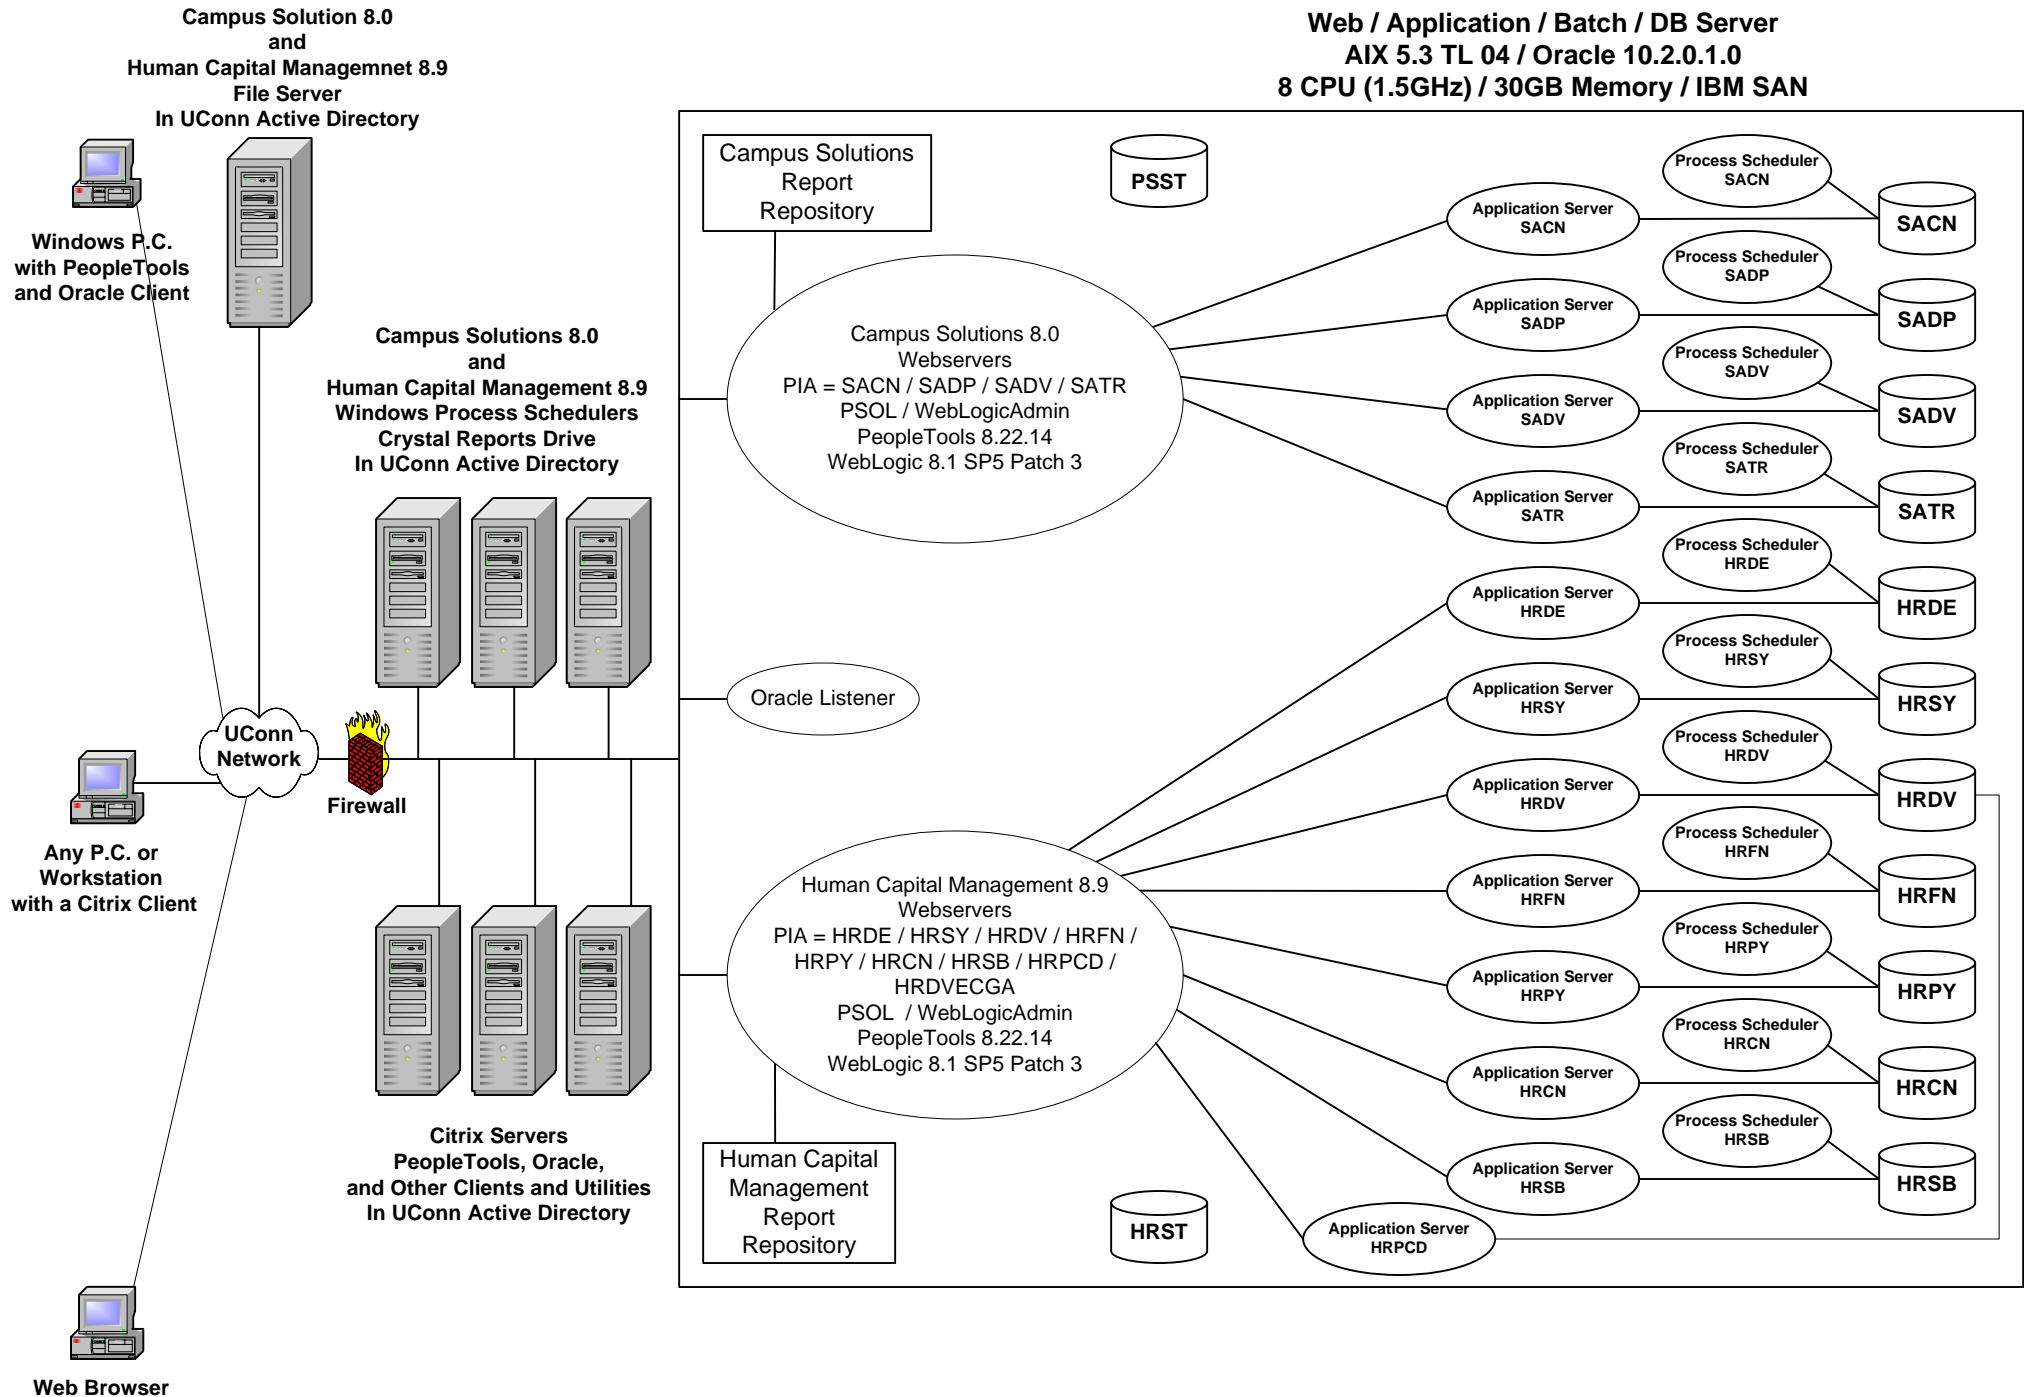 Campus Solution 8.0
and
Human Capital Managemnet 8.9
File Server
In UConn Active Directory
Web / Application / Batch / DB Server
AIX 5.3 TL 04 / Oracle 10.2.0.1.0
8 CPU (1.5GHz) / 30GB Memory / IBM SAN
Windows P.C.
with PeopleTools
and Oracle Client
Campus Solutions 8.0
and
Human Capital Management 8.9
Windows Process Schedulers
Crystal Reports Drive
In UConn Active Directory
UConn
Network
Firewall
Any P.C. or
Workstation
with a Citrix Client
Citrix Servers
PeopleTools, Oracle,
and Other Clients and Utilities
In UConn Active Directory
Web Browser
Campus Solutions
Report
Repository
PSST
Campus Solutions 8.0
Webservers
PIA = SACN / SADP / SADV / SATR
PSOL / WebLogicAdmin
PeopleTools 8.22.14
WebLogic 8.1 SP5 Patch 3
Oracle Listener
Human Capital Management 8.9
Webservers
PIA = HRDE / HRSY / HRDV / HRFN /
HRPY / HRCN / HRSB / HRPCD /
HRDVECGA
PSOL / WebLogicAdmin
PeopleTools 8.22.14
WebLogic 8.1 SP5 Patch 3
Human Capital
Management
Report
Repository
HRST
Process Scheduler
SACN
Application Server
SACN
SACN
Process Scheduler
SADP
Application Server
SADP
SADP
Process Scheduler
SADV
Application Server
SADV
SADV
Process Scheduler
SATR
Application Server
SATR
SATR
Process Scheduler
HRDE
Application Server
HRDE
HRDE
Process Scheduler
HRSY
Application Server
HRSY
HRSY
Process Scheduler
HRDV
Application Server
HRDV
HRDV
Process Scheduler
HRFN
Application Server
HRFN
HRFN
Process Scheduler
HRPY
Application Server
HRPY
HRPY
Process Scheduler
HRCN
Application Server
HRCN
HRCN
Process Scheduler
HRSB
Application Server
HRSB
HRSB
Application Server
HRPCD